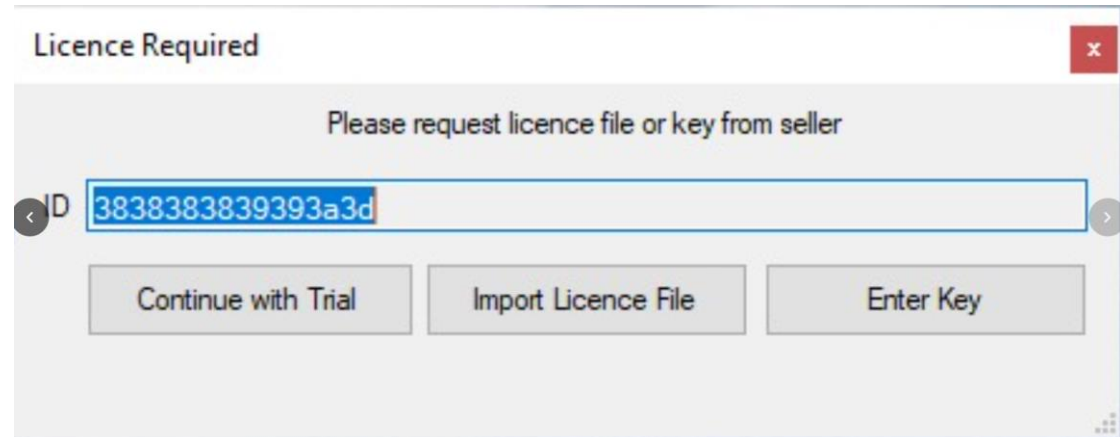 Licence Required
x
Please request licence file or key from seller
ID 3838383839393a3d
Continue with Trial Import Licence File Enter Key